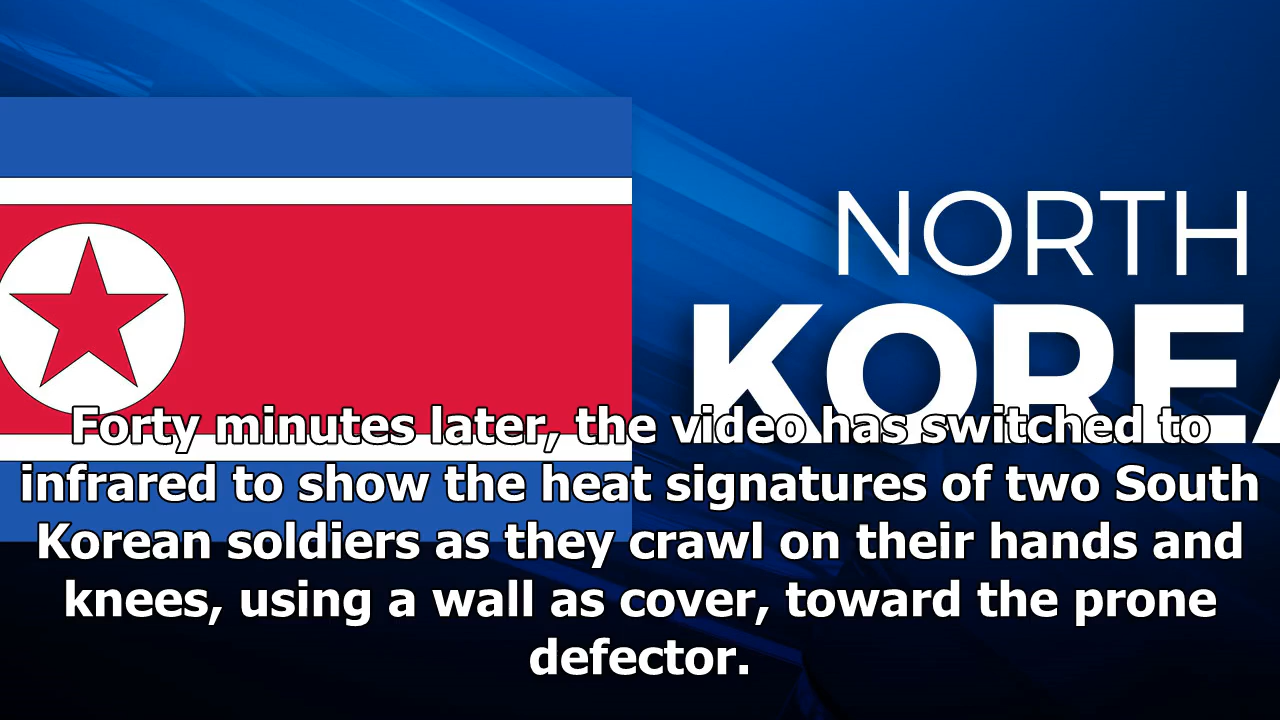 NORTH
KOREA
Forty minutes later, the video has switched to
infrared to show the heat signatures of two South
Korean soldiers as they crawl on their hands and
knees, using a wall as cover, toward the prone
defector.